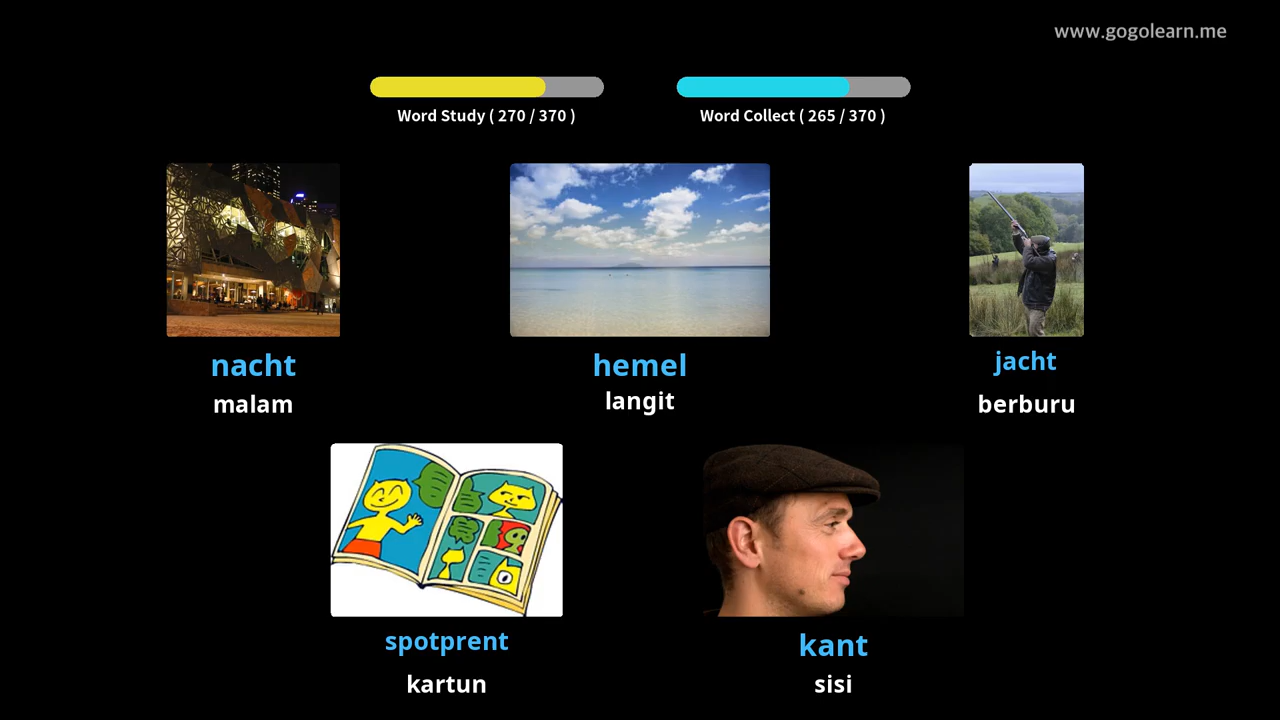 www.gogolearn.me
Word Study ( 270 / 370 )
Word Collect ( 265 / 370 )
nacht
malam
hemel
langit
jacht
berburu
spotprent
kartun
kant
sisi